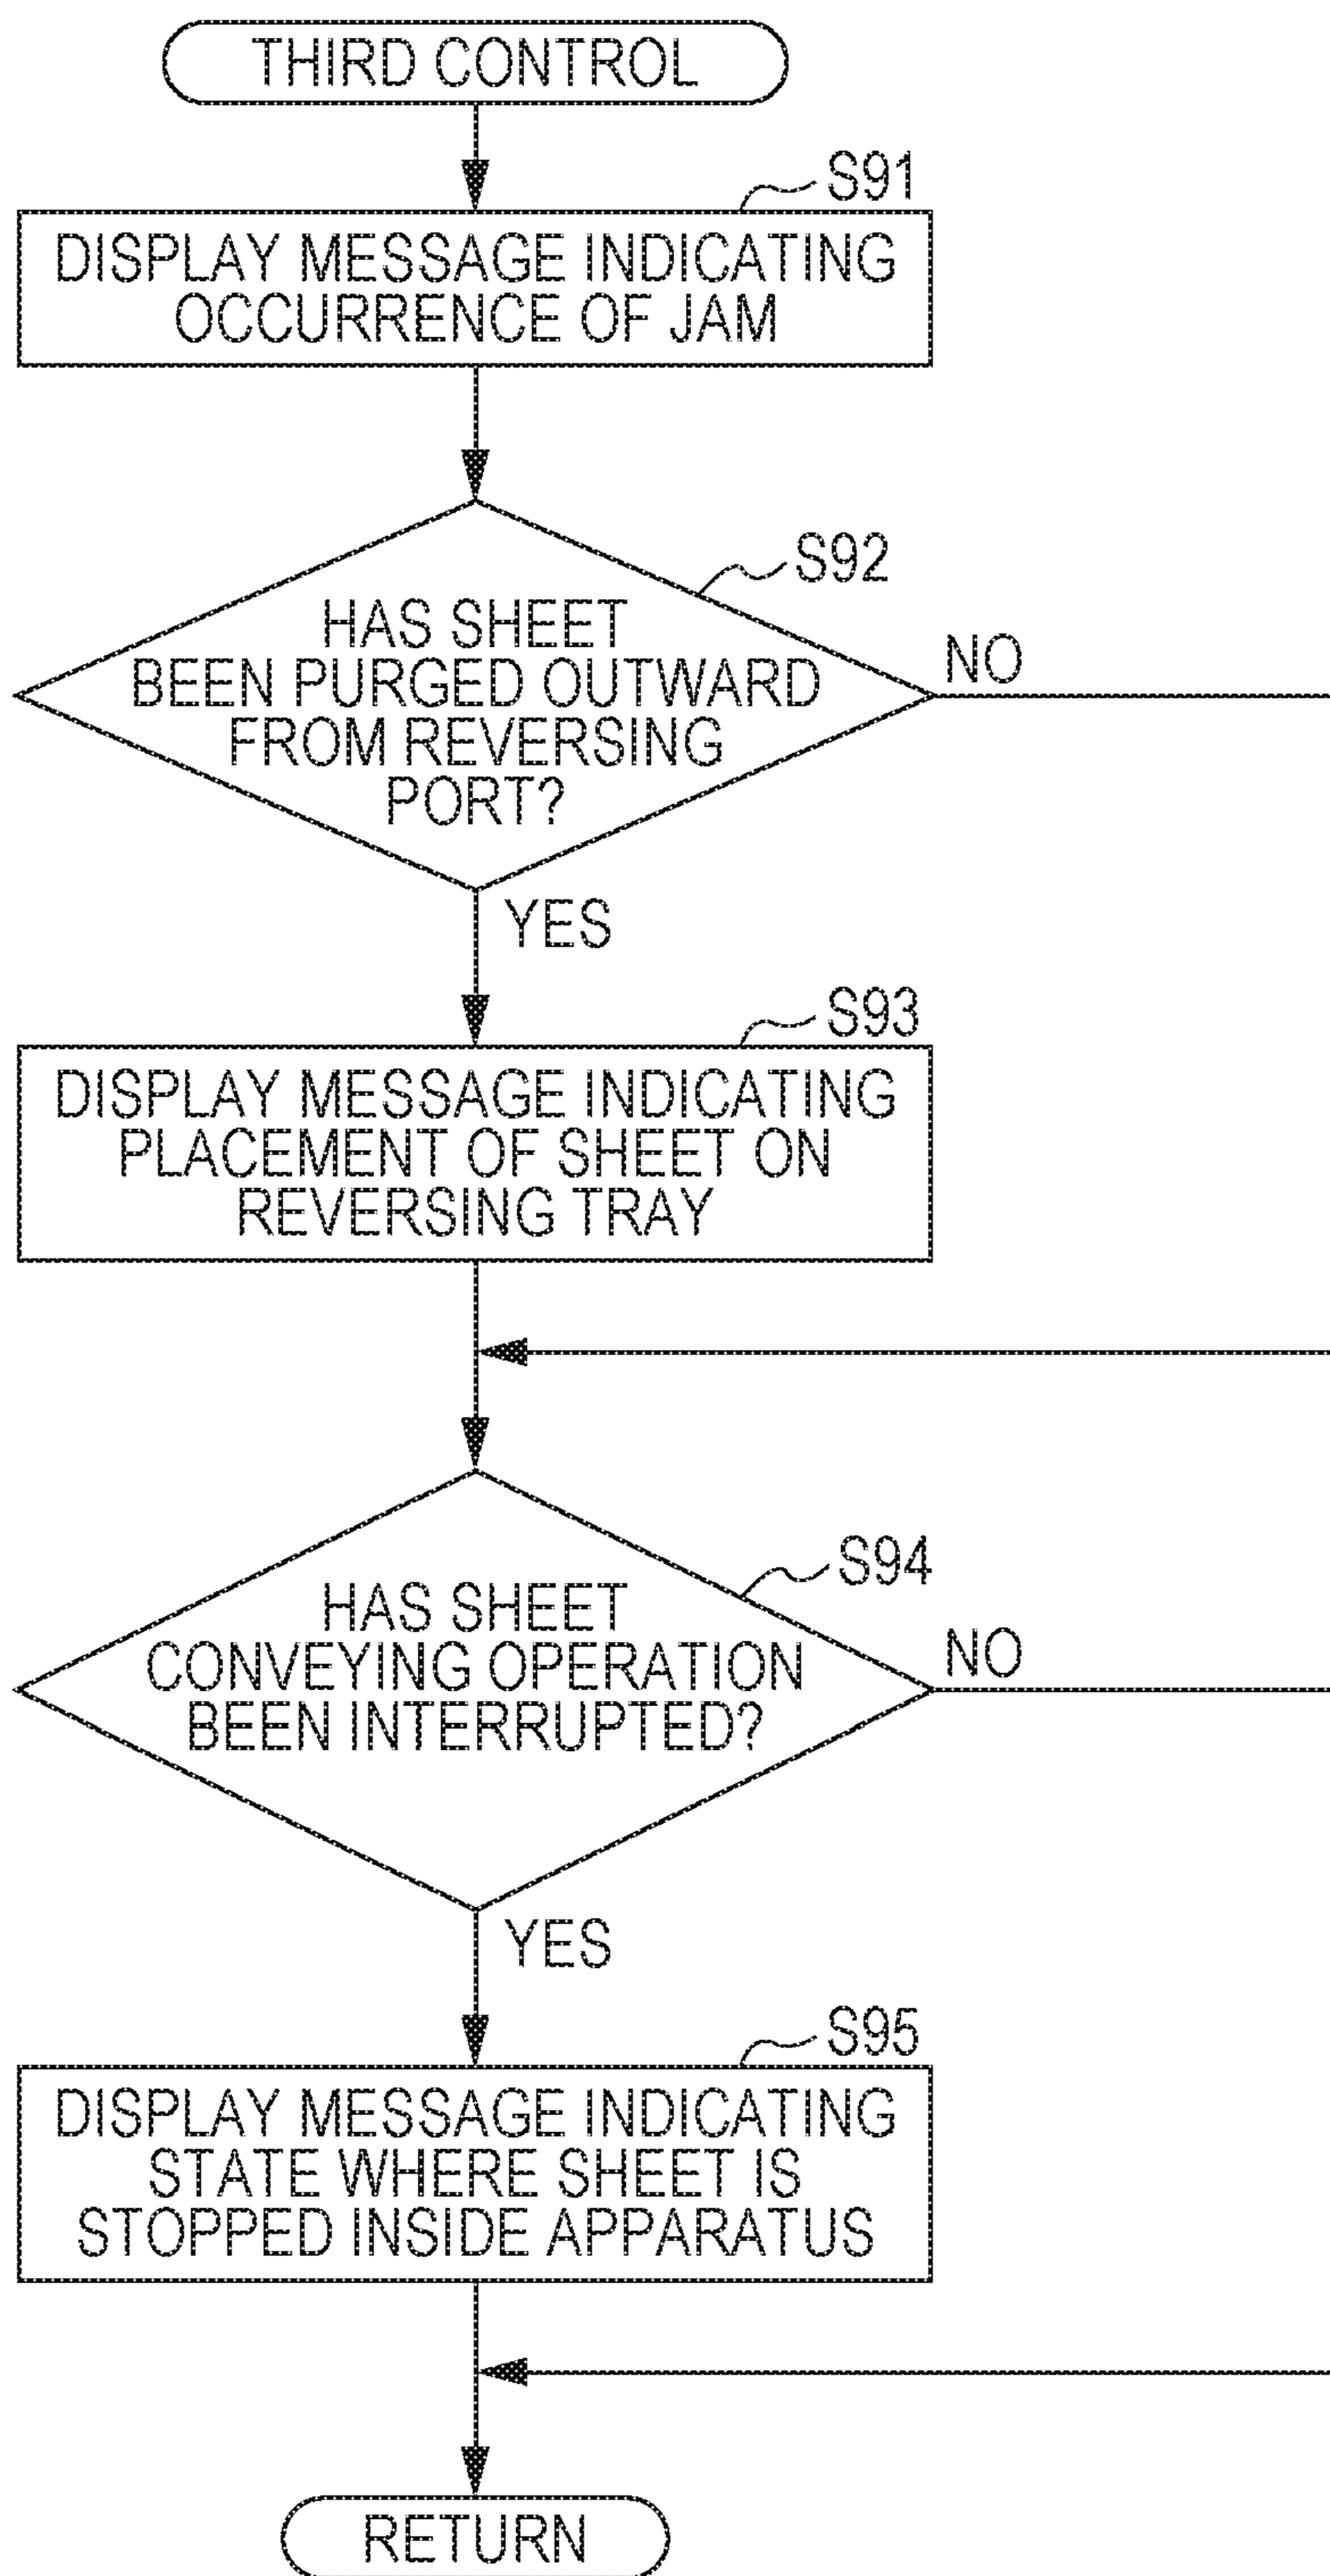 THIRD CONTROL
S91
DISPLAY MESSAGE INDICATING
OCCURRENCE OF JAM
S92
HAS SHEET
BEEN PURGED OUTWARD
FROM REVERSING
PORT?
NO
YES
S93
DISPLAY MESSAGE INDICATING
PLACEMENT OF SHEET ON
REVERSING TRAY
S94
HAS SHEET
CONVEYING OPERATION
BEEN INTERRUPTED?
NO
YES
S95
DISPLAY MESSAGE INDICATING
STATE WHERE SHEET IS
STOPPED INSIDE APPARATUS
RETURN